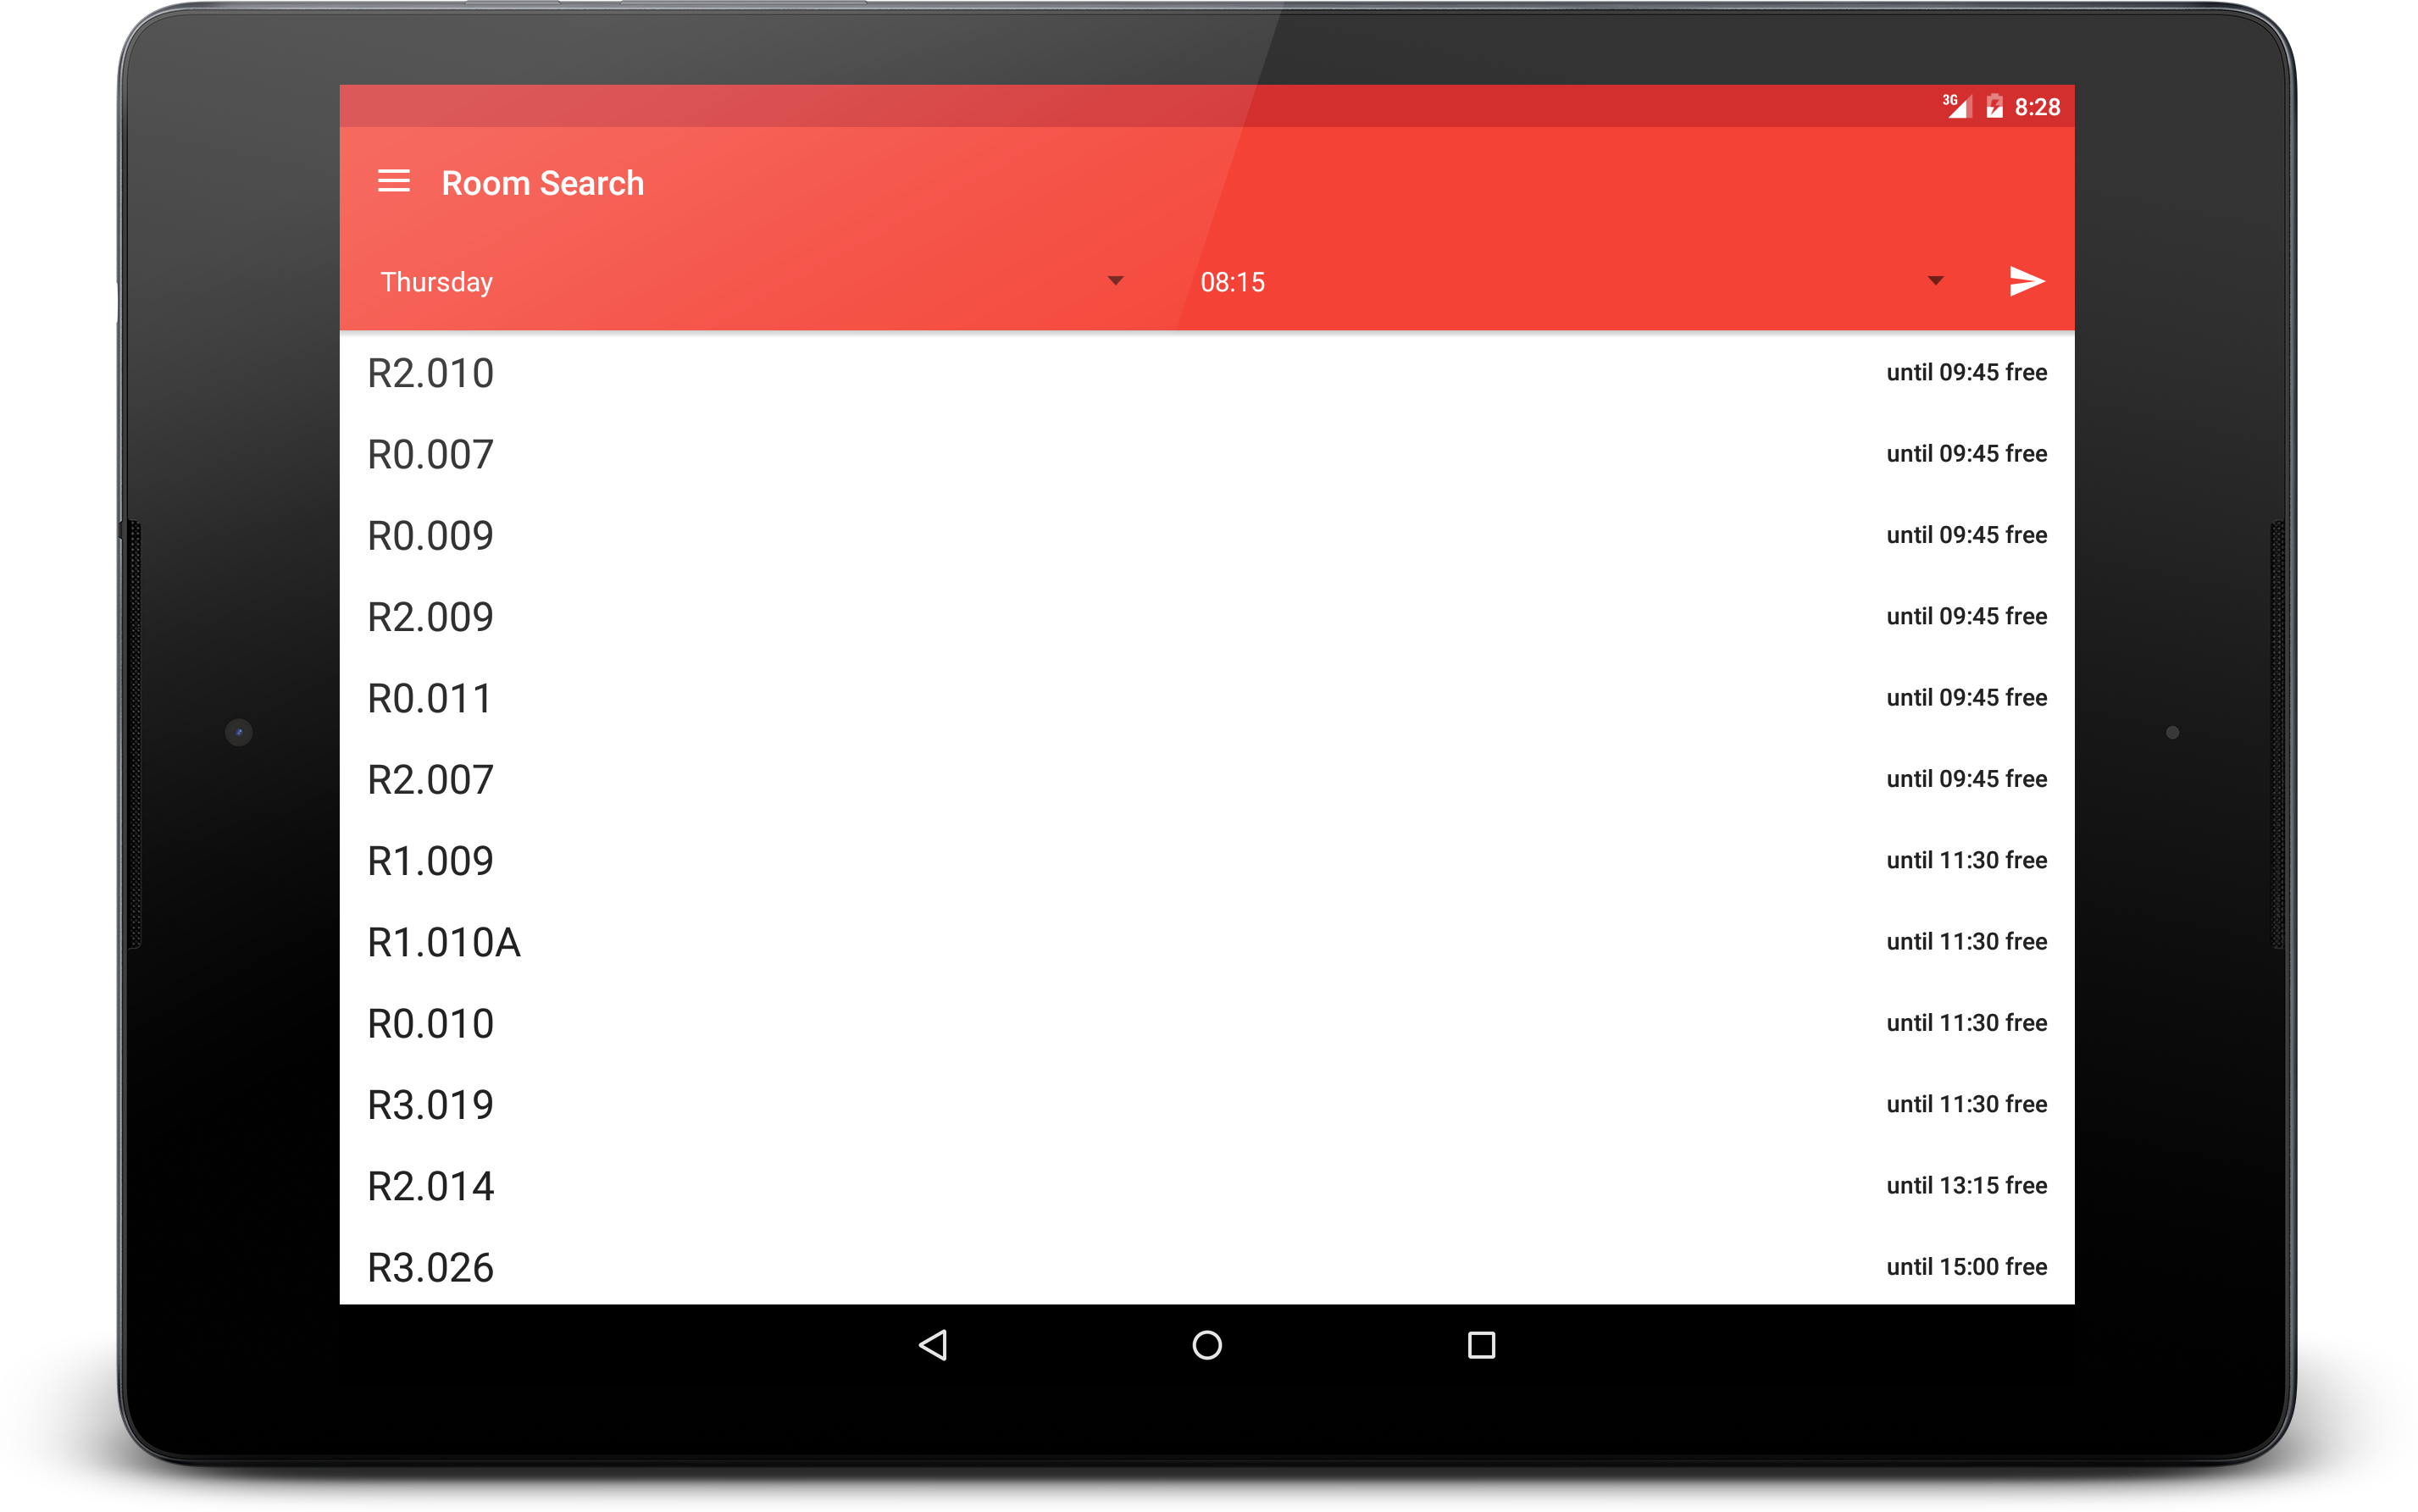 3G 8:28
Room Search
Thursday 08:15
R2.010 until 09:45 free
R0.007 until 09:45 free
R0.009 until 09:45 free
R2.009 until 09:45 free
R0.011 until 09:45 free
R2.007 until 09:45 free
R1.009 until 11:30 free
R1.010A until 11:30 free
R0.010 until 11:30 free
R3.019 until 11:30 free
R2.014 until 13:15 free
R3.026 until 15:00 free